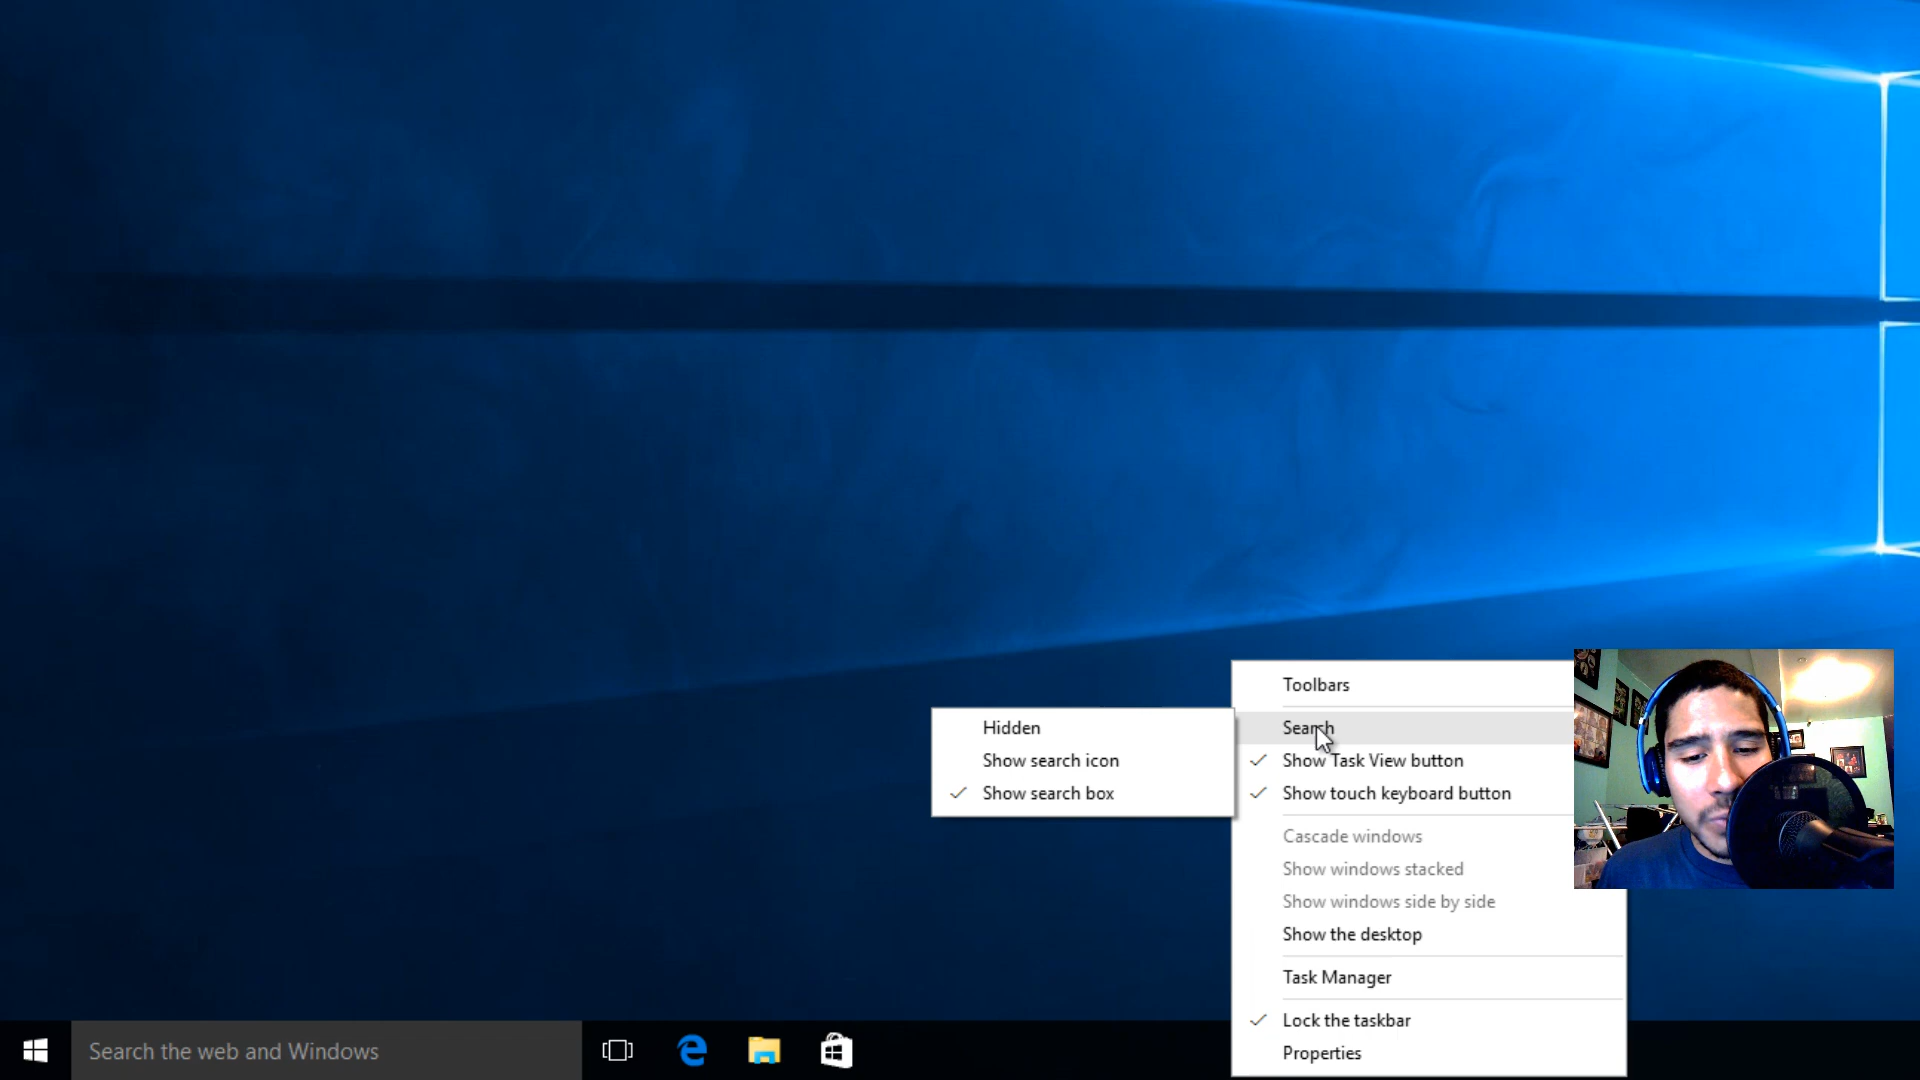 Toolbars
Search
Show Task View button
Show touch keyboard button
Cascade windows
Show windows stacked
Show windows side by side
Show the desktop
Task Manager
Lock the taskbar
Properties
Hidden
Show search icon
Show search box
Search the web and Windows